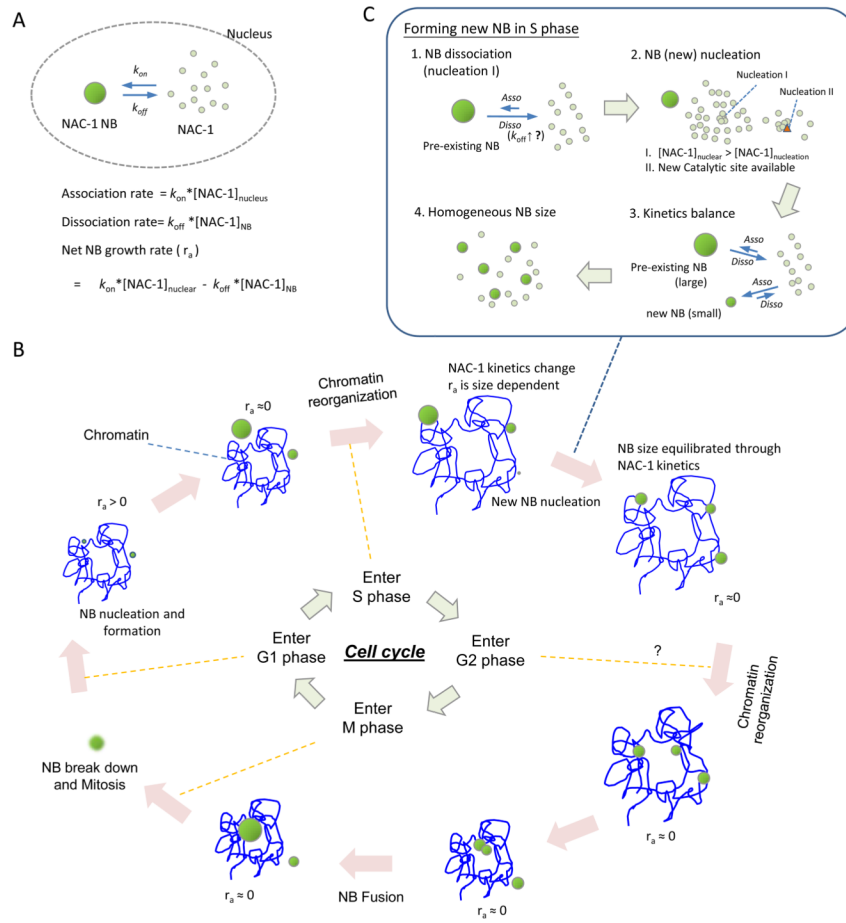 A
Nucleus
k_on
k_off
NAC-1 NB
NAC-1
Association rate = k_on*[NAC-1]_nucleus
Dissociation rate= k_off *[NAC-1]_NB
Net NB growth rate ( r_a )
= k_on*[NAC-1]_nuclear - k_off *[NAC-1]_NB
C
Forming new NB in S phase
1. NB dissociation
(nucleation I)
Asso
Disso
(k_off ↑ ?)
Pre-existing NB
2. NB (new) nucleation
Nucleation I
Nucleation II
I. [NAC-1]_nuclear > [NAC-1]_nucleation
II. New Catalytic site available
4. Homogeneous NB size
3. Kinetics balance
Asso
Disso
Pre-existing NB
(large)
Asso
Disso
new NB (small)
B
r_a ≈0
Chromatin
reorganization
NAC-1 kinetics change
r_a is size dependent
Chromatin
NB size equilibrated through
NAC-1 kinetics
r_a > 0
New NB nucleation
NB nucleation and
formation
r_a ≈0
Enter
S phase
Enter
G1 phase
Cell cycle
Enter
G2 phase
?
Enter
M phase
Chromatin
reorganization
NB break down
and Mitosis
r_a ≈ 0
r_a ≈ 0
NB Fusion
r_a ≈ 0